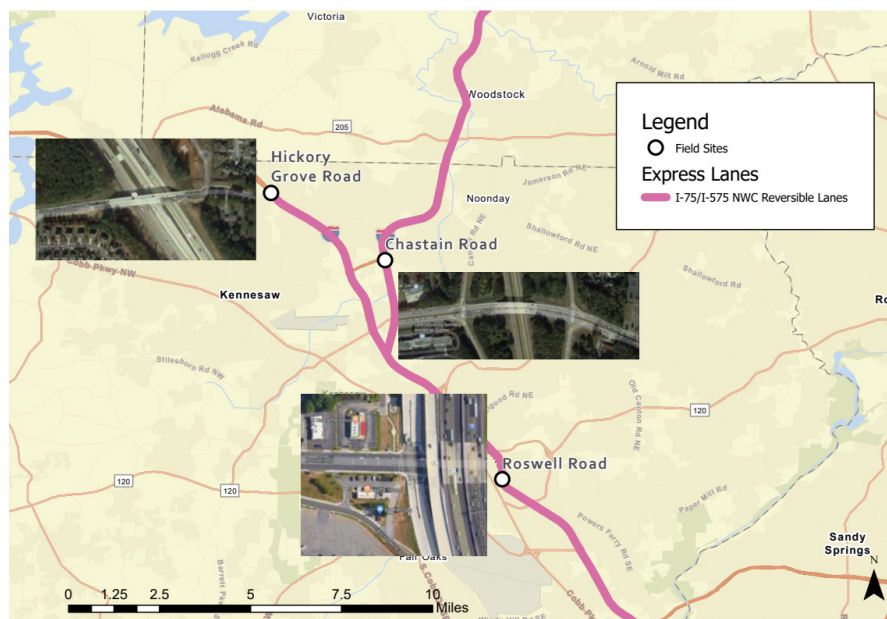 Victoria
Kellogg Creek Rd
Arnold Mill Rd
Woodstock
Alabama Rd
205
Legend
Field Sites
Express Lanes
I-75/I-575 NWC Reversible Lanes
Hickory
Grove Road
Jamerson Rd NE
Noonday
Shallowford Rd NE
Chastain Road
Shallowford Rd
Cobb Pkwy NW
Kennesaw
Stilesboro Rd NW
Old Canton Rd NE
120
Roswell Road
120
120
Paper Mill Rd
Powers Ferry Rd SE
Sandy
Springs
Fair Oaks
N
0 1.25 2.5 5 7.5 10
Miles